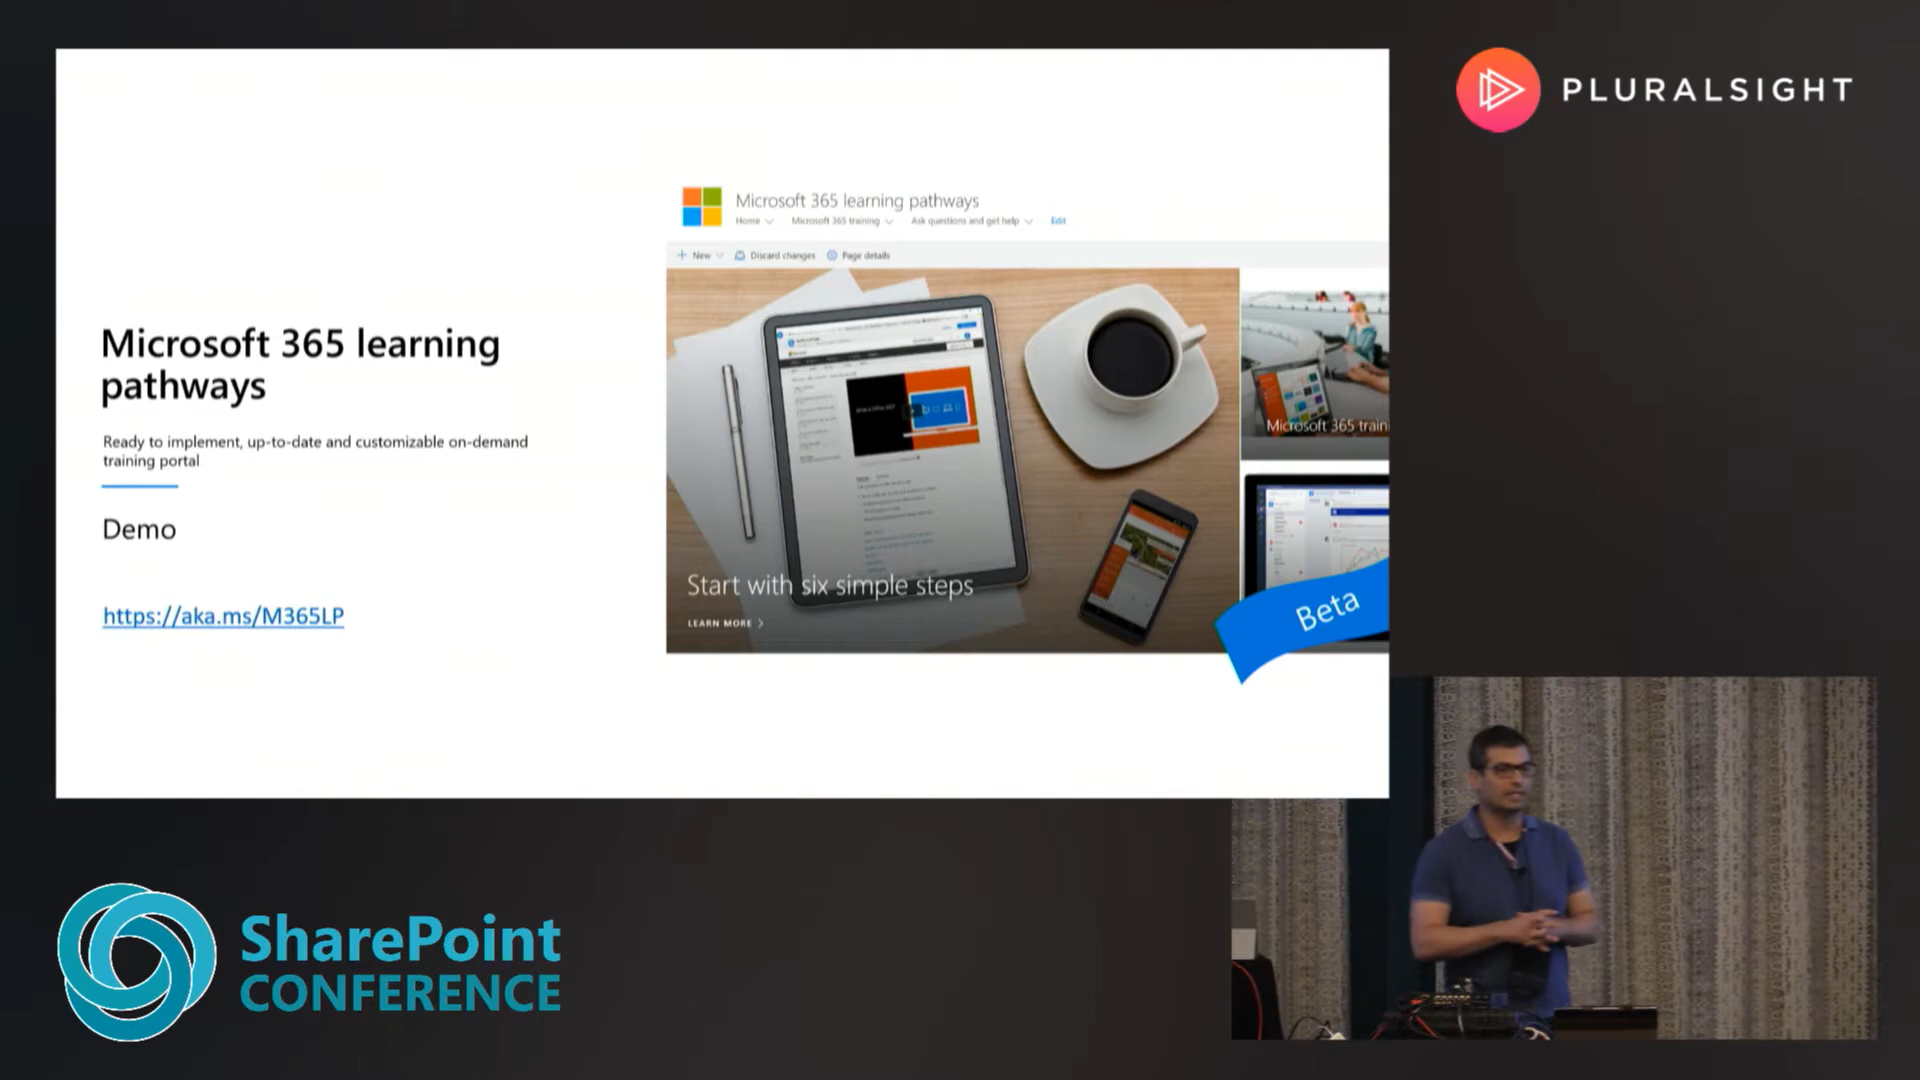 PLURALSIGHT
Microsoft 365 learning pathways
Home
Microsoft 365 training
Ask questions and get help
Edit
New
Discard changes
Page details
Microsoft 365 learning
pathways
Ready to implement, up-to-date and customizable on-demand
training portal
Demo
https://aka.ms/M365LP
Start with six simple steps
LEARN MORE
Microsoft 365 train
Beta
SharePoint
CONFERENCE